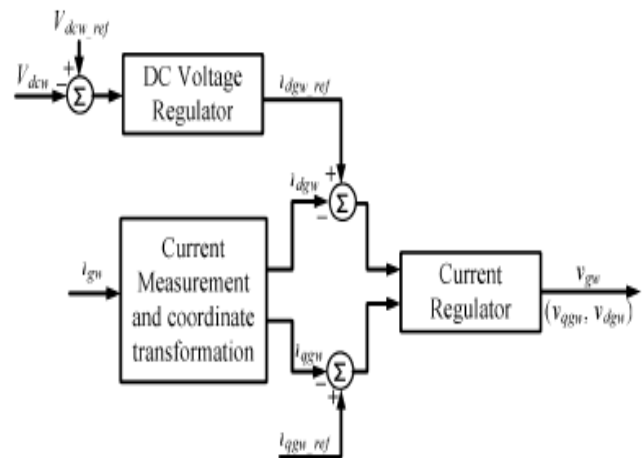 V_dcw_ref
+
V_dcw
−
Σ
DC Voltage
Regulator
i_dgw_ref
+
i_dgw
−
Σ
i_gw
Current
Measurement
and coordinate
transformation
Current
Regulator
v_gw
(v_qgw, v_dgw)
i_qgw
−
Σ
+
i_qgw_ref